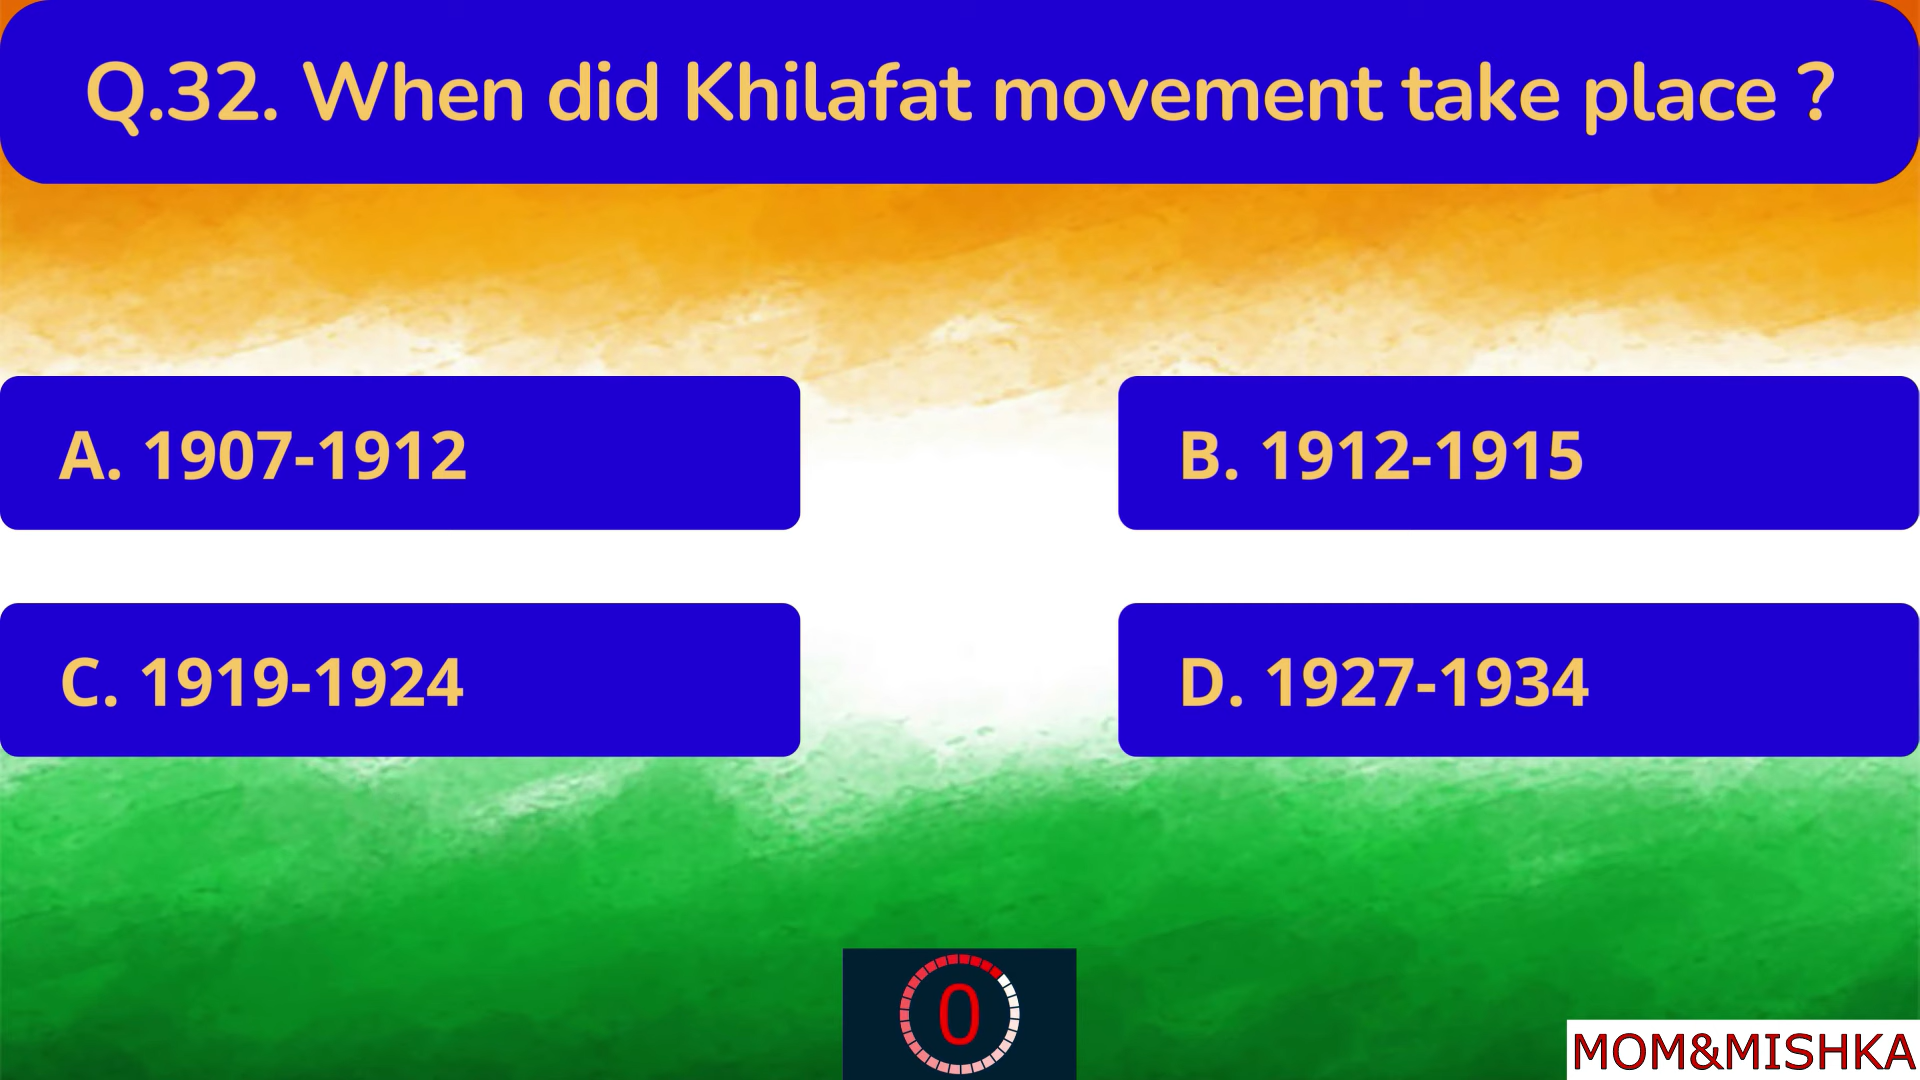 Q.32. When did Khilafat movement take place ?
A. 1907-1912
B. 1912-1915
C. 1919-1924
D. 1927-1934
0
MOM&MISHKA